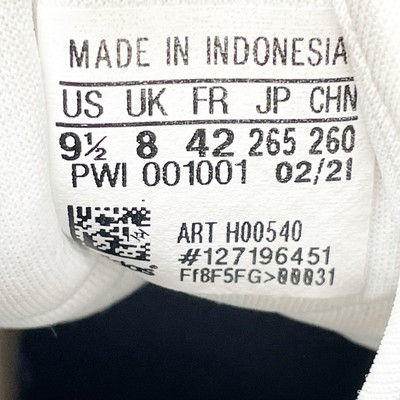 MADE IN INDONESIA
US UK FR JP CHN
9½ 8 42 265 260
PWI 001001 02/21
ART H00540
#127196451
Ff8F5FG>00031